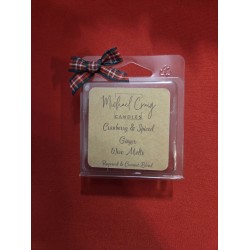 Michael Craig
CANDLES
Cranberry & Spiced
Ginger
Wax Melts
Rapeseed & Coconut Blend